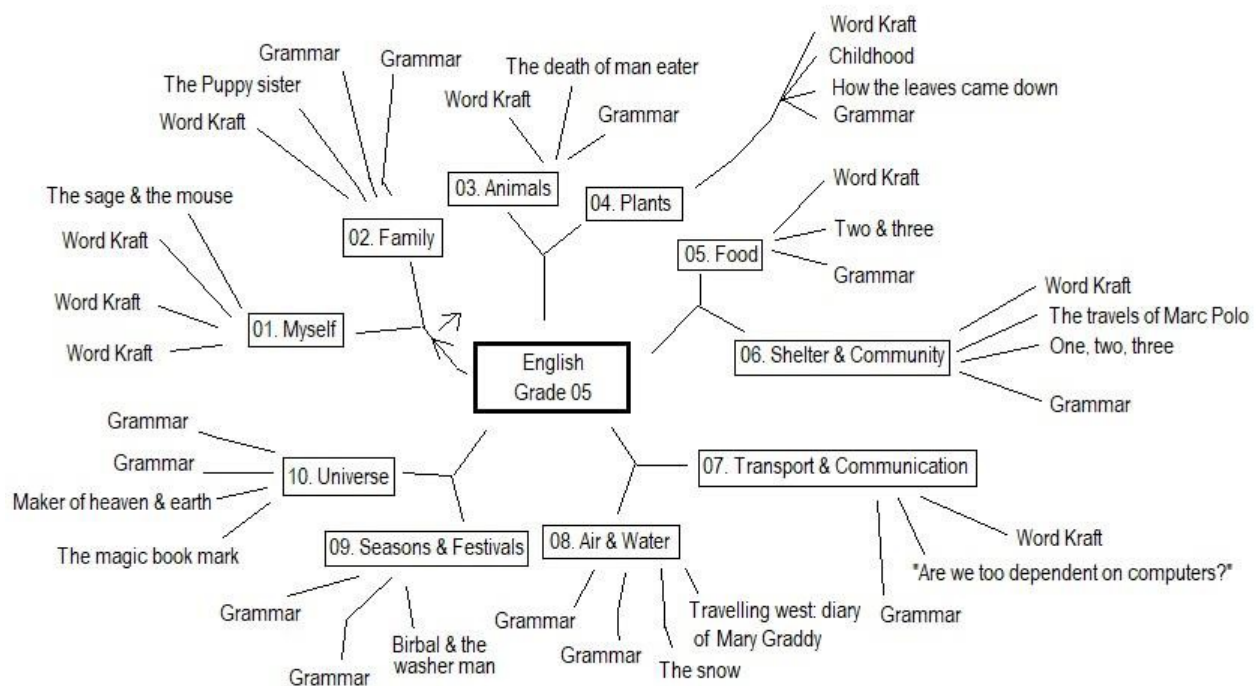 English
Grade 05
01. Myself
The sage & the mouse
Word Kraft
Word Kraft
Word Kraft
02. Family
Word Kraft
The Puppy sister
Grammar
Grammar
03. Animals
Word Kraft
The death of man eater
Grammar
04. Plants
Word Kraft
Childhood
How the leaves came down
Grammar
05. Food
Word Kraft
Two & three
Grammar
06. Shelter & Community
Word Kraft
The travels of Marc Polo
One, two, three
Grammar
07. Transport & Communication
Word Kraft
"Are we too dependent on computers?"
Grammar
08. Air & Water
Travelling west: diary
of Mary Graddy
The snow
Grammar
Grammar
09. Seasons & Festivals
Grammar
Grammar
Birbal & the
washer man
10. Universe
Grammar
Grammar
Maker of heaven & earth
The magic book mark